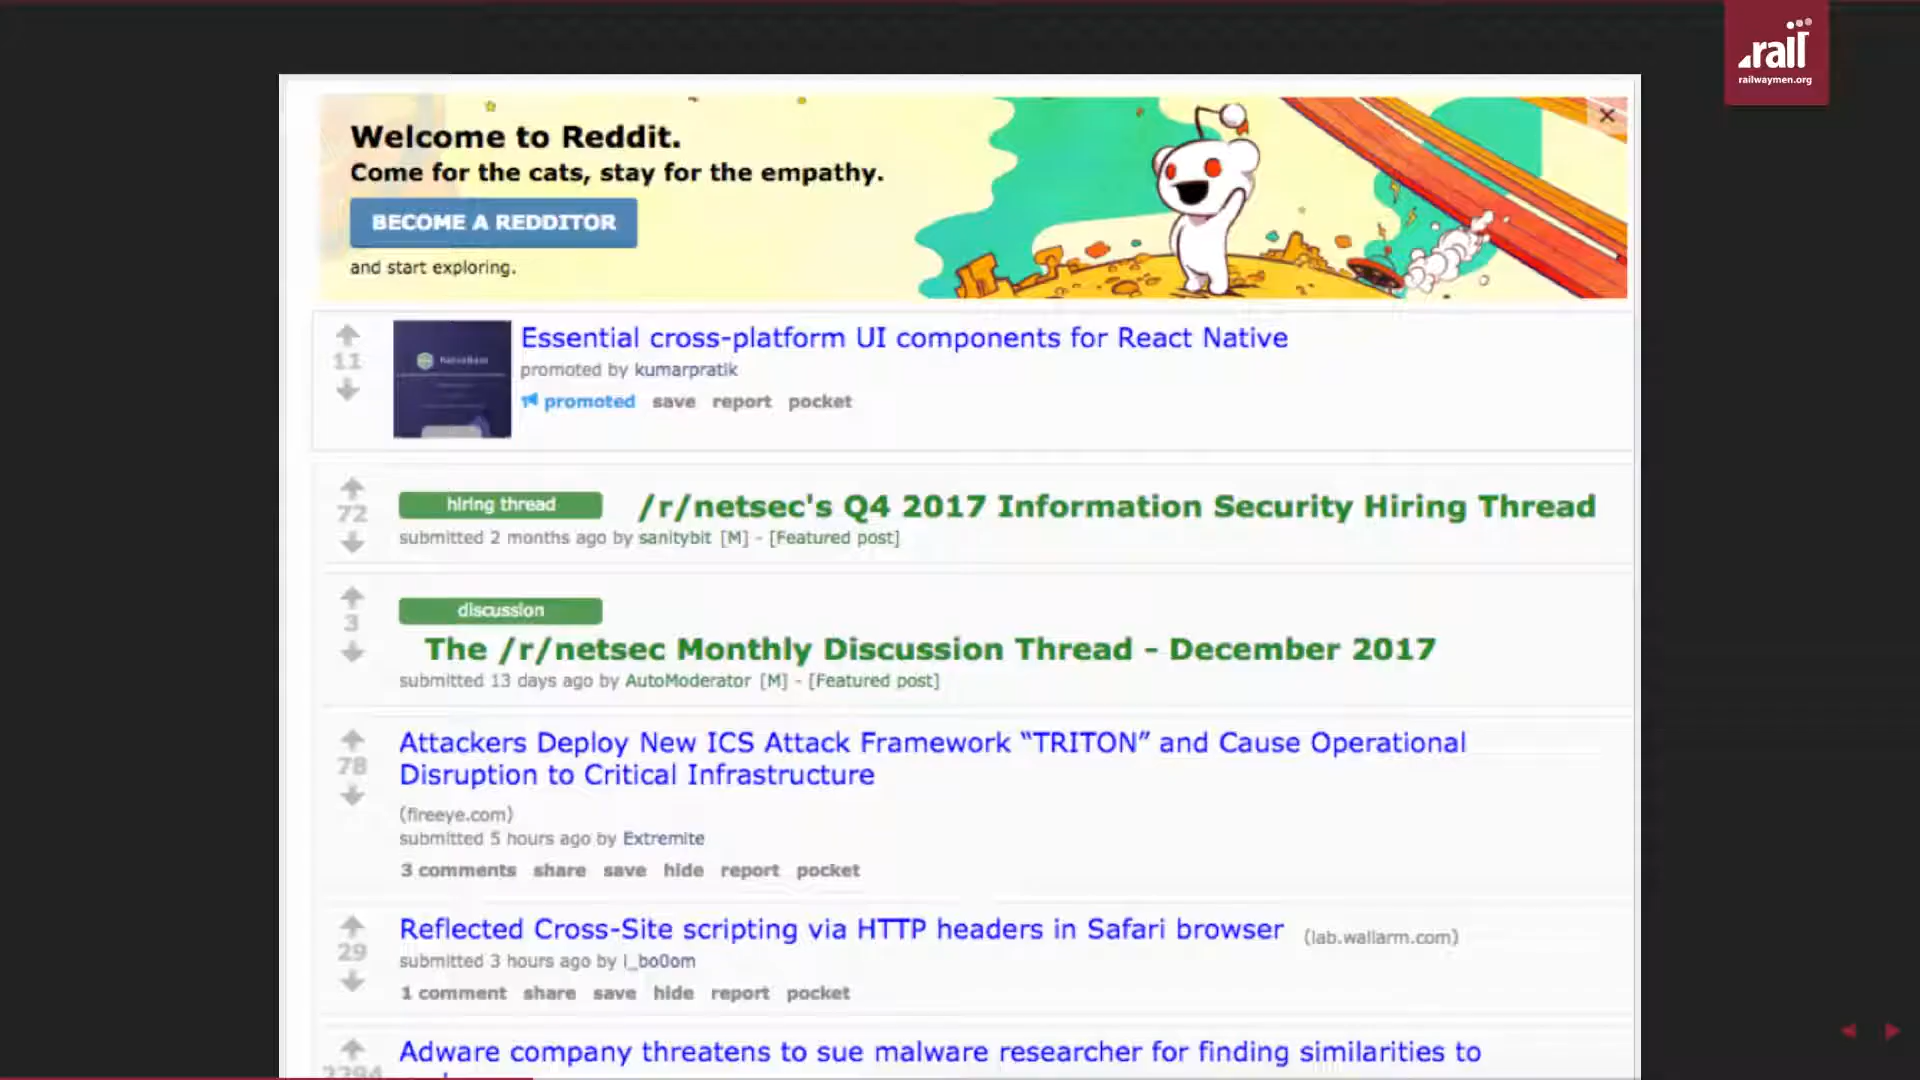 .rail
railwaymen.org
Welcome to Reddit.
Come for the cats, stay for the empathy.
BECOME A REDDITOR
and start exploring.
11
Essential cross-platform UI components for React Native
promoted by kumarpratik
promoted save report pocket
72
hiring thread /r/netsec's Q4 2017 Information Security Hiring Thread
submitted 2 months ago by sanitybit [M] - [Featured post]
3
discussion
The /r/netsec Monthly Discussion Thread - December 2017
submitted 13 days ago by AutoModerator [M] - [Featured post]
78
Attackers Deploy New ICS Attack Framework “TRITON” and Cause Operational
Disruption to Critical Infrastructure
(fireeye.com)
submitted 5 hours ago by Extremite
3 comments share save hide report pocket
29
Reflected Cross-Site scripting via HTTP headers in Safari browser (lab.wallarm.com)
submitted 3 hours ago by l_bo0om
1 comment share save hide report pocket
Adware company threatens to sue malware researcher for finding similarities to